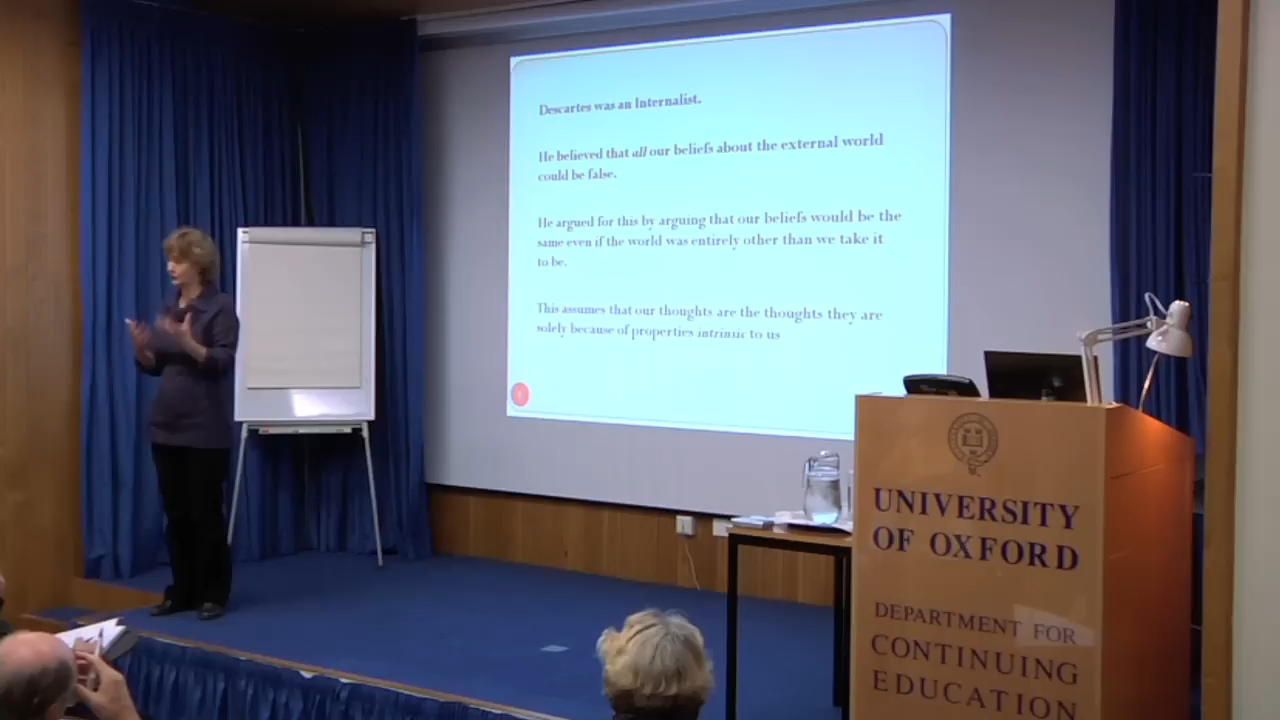 Descartes was an Internalist.
He believed that all our beliefs about the external world
could be false.
He argued for this by arguing that our beliefs would be the
same even if the world was entirely other than we take it
to be.
This assumes that our thoughts are the thoughts they are
solely because of properties intrinsic to us
UNIVERSITY
OF OXFORD
DEPARTMENT FOR
CONTINUING
EDUCATION